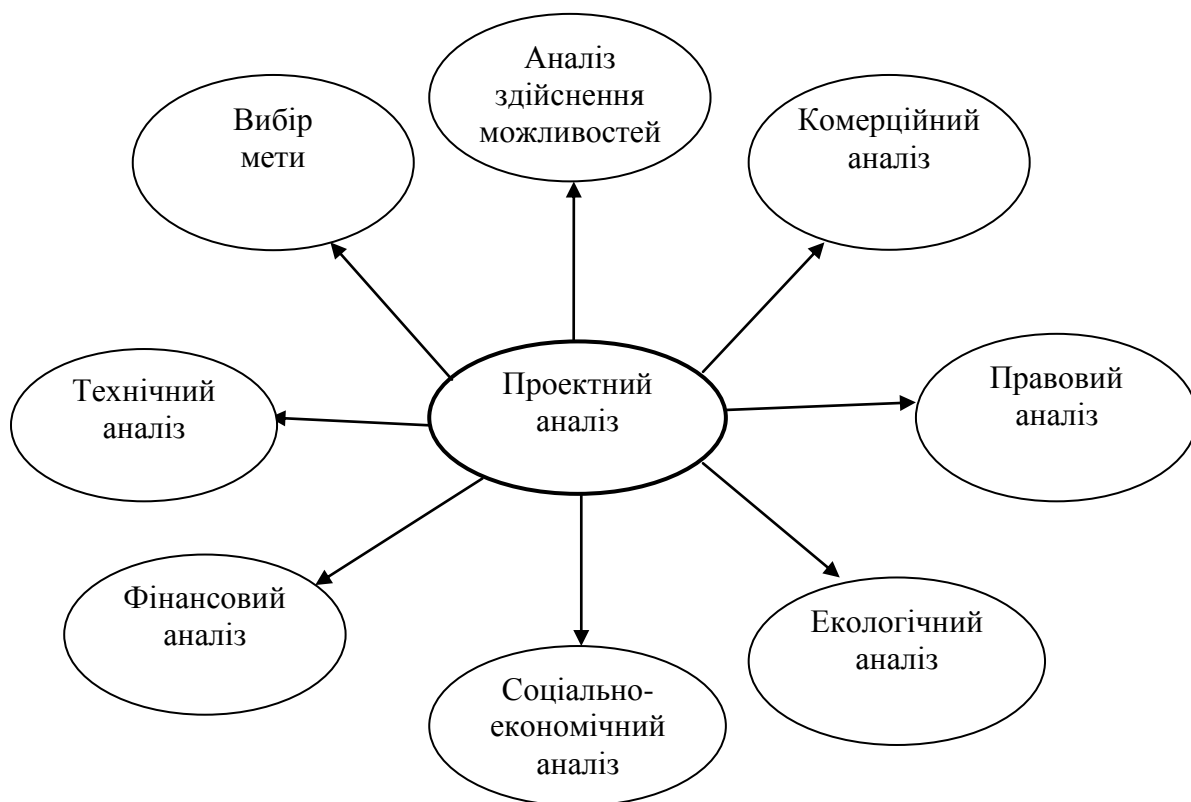 Аналіз
здійснення
можливостей
Вибір
мети
Комерційний
аналіз
Проектний
аналіз
Технічний
аналіз
Правовий
аналіз
Фінансовий
аналіз
Екологічний
аналіз
Соціально-
економічний
аналіз